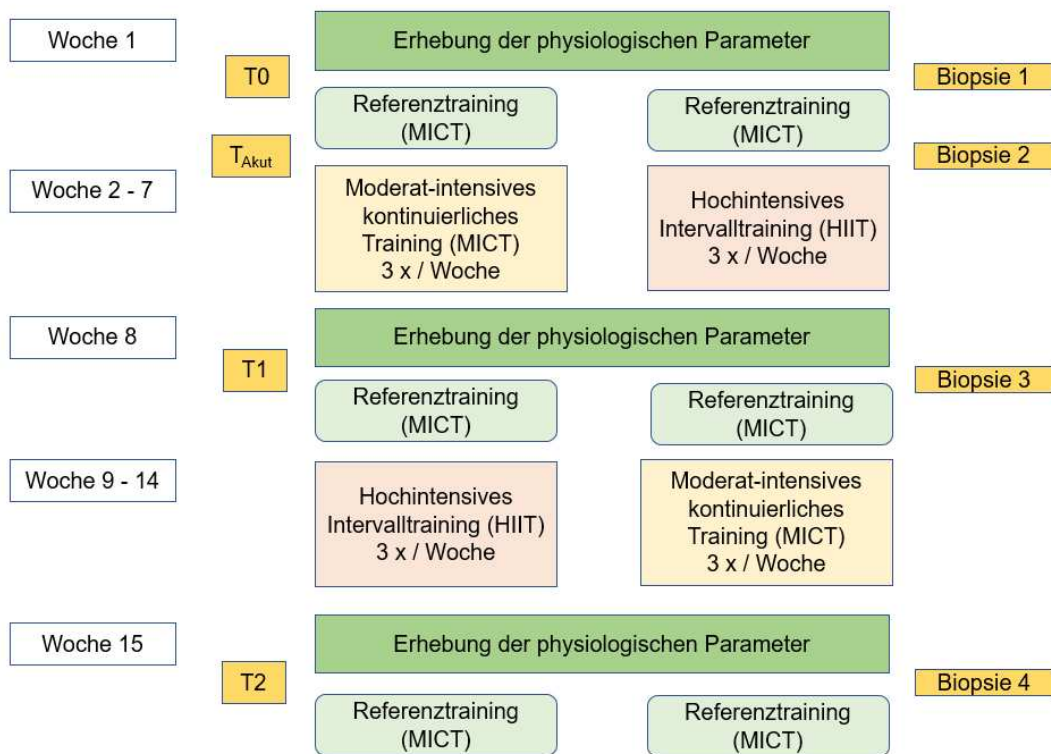 Woche 1
Erhebung der physiologischen Parameter
T0
Biopsie 1
Referenztraining
(MICT)
Referenztraining
(MICT)
TAkut
Biopsie 2
Woche 2 - 7
Moderat-intensives
kontinuierliches
Training (MICT)
3 x / Woche
Hochintensives
Intervalltraining (HIIT)
3 x / Woche
Woche 8
Erhebung der physiologischen Parameter
T1
Biopsie 3
Referenztraining
(MICT)
Referenztraining
(MICT)
Woche 9 - 14
Hochintensives
Intervalltraining (HIIT)
3 x / Woche
Moderat-intensives
kontinuierliches
Training (MICT)
3 x / Woche
Woche 15
Erhebung der physiologischen Parameter
T2
Biopsie 4
Referenztraining
(MICT)
Referenztraining
(MICT)